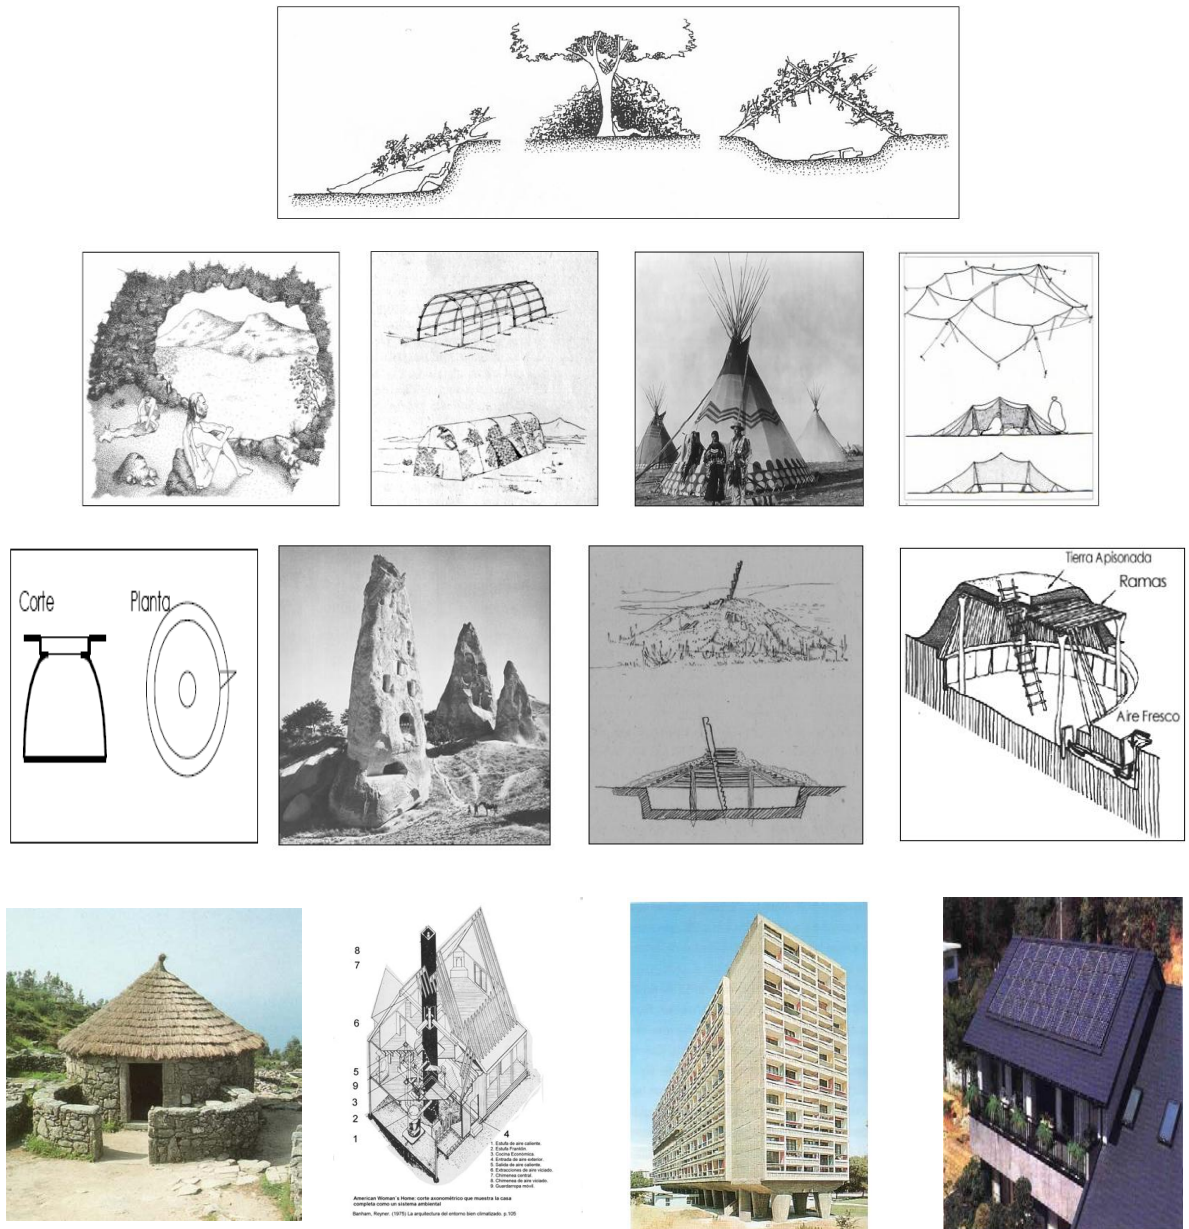 Corte
Planta
Tierra Apisonada
Ramas
Aire Fresco
8
7
6
5
9
3
2
1
4
1. Estufa de aire caliente.
2. Estufa Franklin.
3. Cocina Económica.
4. Entrada de aire exterior.
5. Salida de aire caliente.
6. Extracciones de aire viciado.
7. Chimenea central.
8. Chimenea de aire viciado.
9. Guardarropa móvil.
American Woman's Home: corte axonométrico que muestra la casa
completa como un sistema ambiental
Banham, Reyner. (1975) La arquitectura del entorno bien climatizado. p.105